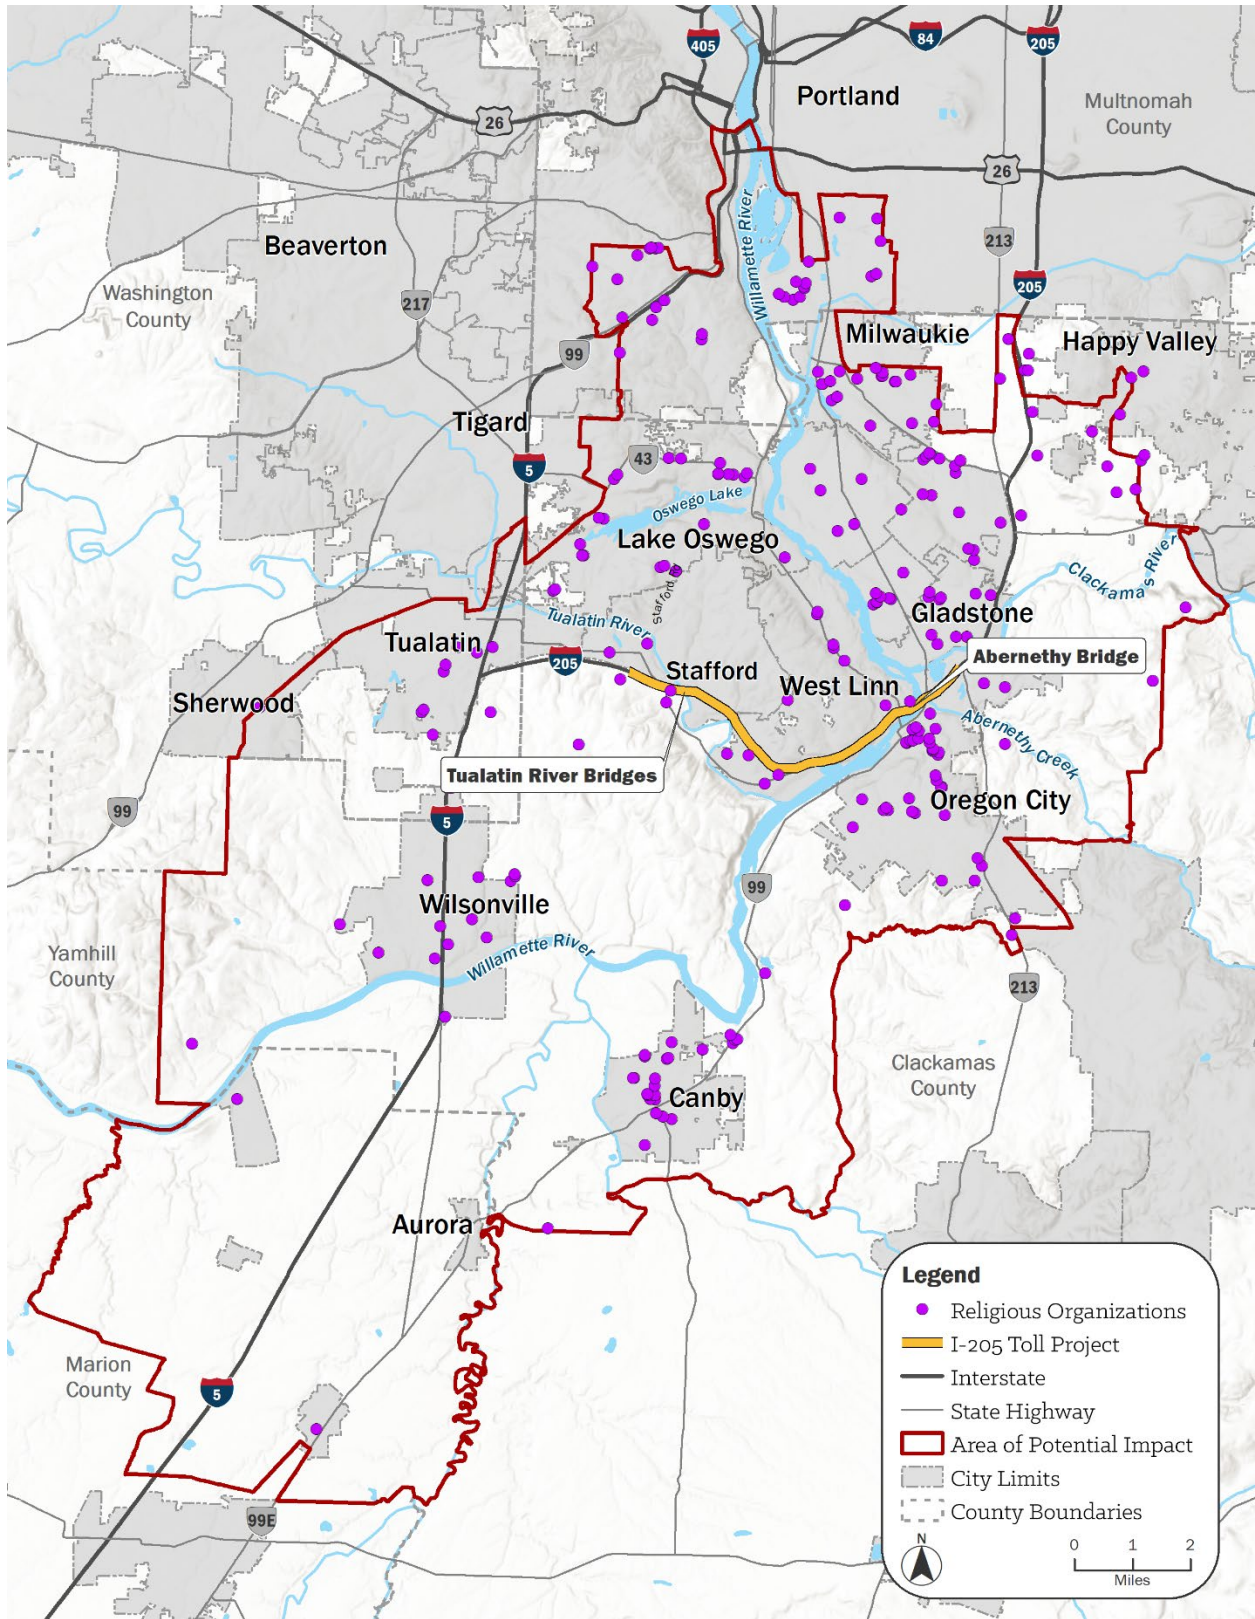 405
84
205
Portland
Multnomah
County
26
26
Beaverton
213
Washington
County
217
205
Willamette River
Milwaukie
Happy Valley
99
Tigard
43
5
Oswego Lake
Lake Oswego
Clackamas River
Stafford Rd
Gladstone
Tualatin River
Tualatin
205
Stafford
Abernethy Bridge
West Linn
Sherwood
Abernethy Creek
Tualatin River Bridges
99
5
Oregon City
99
Wilsonville
Willamette River
Yamhill
County
213
Clackamas
County
Canby
Aurora
Marion
County
5
99E
Legend
Religious Organizations
I-205 Toll Project
Interstate
State Highway
Area of Potential Impact
City Limits
County Boundaries
N
0 1 2
Miles